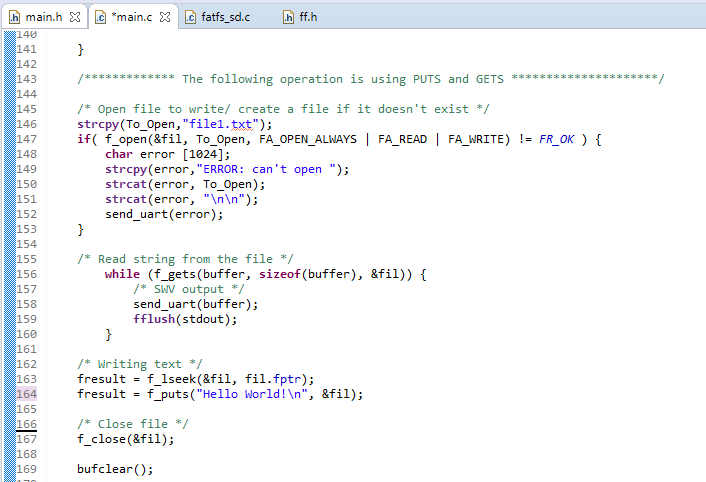 main.h *main.c fatfs_sd.c ff.h
140
141 }
142
143 /************* The following operation is using PUTS and GETS *********************/
144
145 /* Open file to write/ create a file if it doesn't exist */
146 strcpy(To_Open,"file1.txt");
147 if( f_open(&fil, To_Open, FA_OPEN_ALWAYS | FA_READ | FA_WRITE) != FR_OK ) {
148 char error [1024];
149 strcpy(error,"ERROR: can't open ");
150 strcat(error, To_Open);
151 strcat(error, "\n\n");
152 send_uart(error);
153 }
154
155 /* Read string from the file */
156 while (f_gets(buffer, sizeof(buffer), &fil)) {
157 /* SWV output */
158 send_uart(buffer);
159 fflush(stdout);
160 }
161
162 /* Writing text */
163 fresult = f_lseek(&fil, fil.fptr);
164 fresult = f_puts("Hello World!\n", &fil);
165
166 /* Close file */
167 f_close(&fil);
168
169 bufclear();